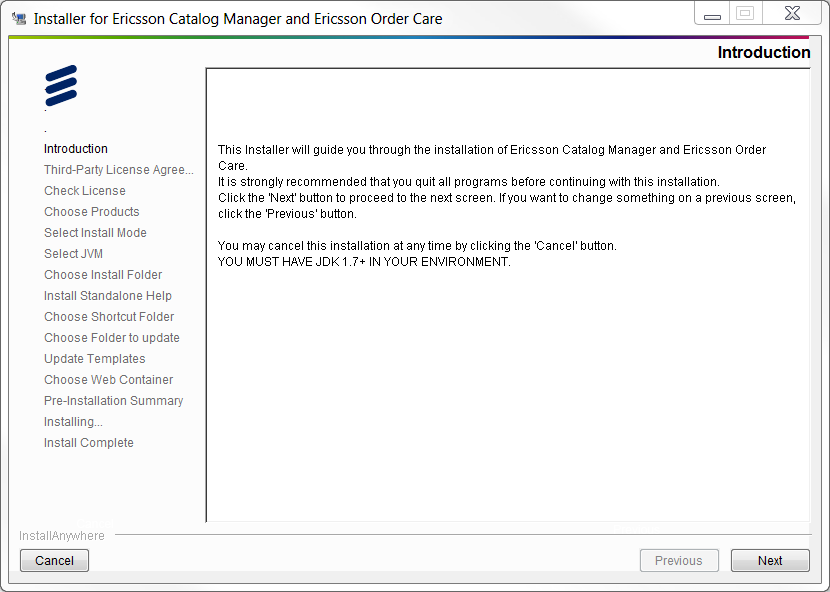 Installer for Ericsson Catalog Manager and Ericsson Order Care
Introduction
Introduction
Third-Party License Agree...
Check License
Choose Products
Select Install Mode
Select JVM
Choose Install Folder
Install Standalone Help
Choose Shortcut Folder
Choose Folder to update
Update Templates
Choose Web Container
Pre-Installation Summary
Installing...
Install Complete
This Installer will guide you through the installation of Ericsson Catalog Manager and Ericsson Order
Care.
It is strongly recommended that you quit all programs before continuing with this installation.
Click the 'Next' button to proceed to the next screen. If you want to change something on a previous screen,
click the 'Previous' button.
You may cancel this installation at any time by clicking the 'Cancel' button.
YOU MUST HAVE JDK 1.7+ IN YOUR ENVIRONMENT.
InstallAnywhere
Cancel
Previous
Next